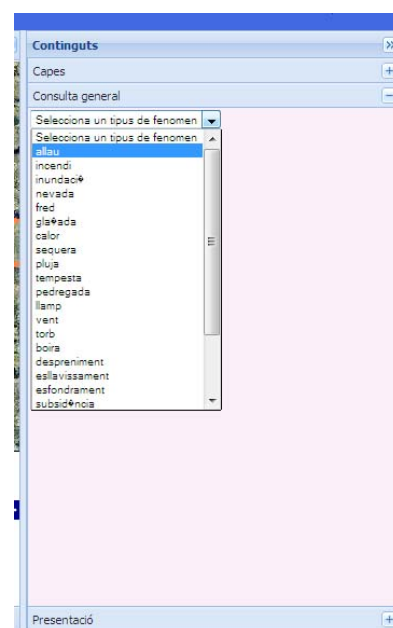 Continguts
Capes
Consulta general
Selecciona un tipus de fenomen
Selecciona un tipus de fenomen
allau
incendi
inundaci�
nevada
fred
gla�ada
calor
sequera
pluja
tempesta
pedregada
llamp
vent
torb
boira
despreniment
esllavissament
esfondrament
subsid�ncia
Presentació